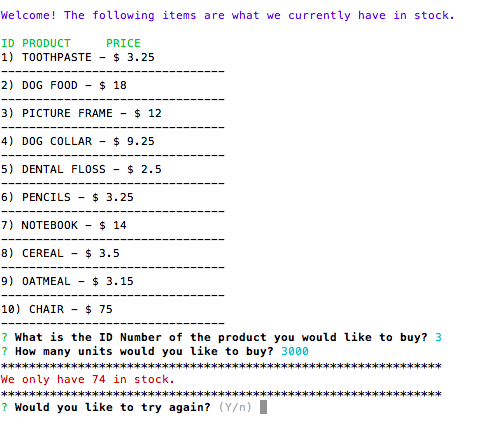 Welcome! The following items are what we currently have in stock.
ID PRODUCT     PRICE
1) TOOTHPASTE – $ 3.25
--------------------------------
2) DOG FOOD – $ 18
--------------------------------
3) PICTURE FRAME – $ 12
--------------------------------
4) DOG COLLAR – $ 9.25
--------------------------------
5) DENTAL FLOSS – $ 2.5
--------------------------------
6) PENCILS – $ 3.25
--------------------------------
7) NOTEBOOK – $ 14
--------------------------------
8) CEREAL – $ 3.5
--------------------------------
9) OATMEAL – $ 3.15
--------------------------------
10) CHAIR – $ 75
--------------------------------
? What is the ID Number of the product you would like to buy? 3
? How many units would you like to buy? 3000
***************************************************************
We only have 74 in stock.
***************************************************************
? Would you like to try again? (Y/n)